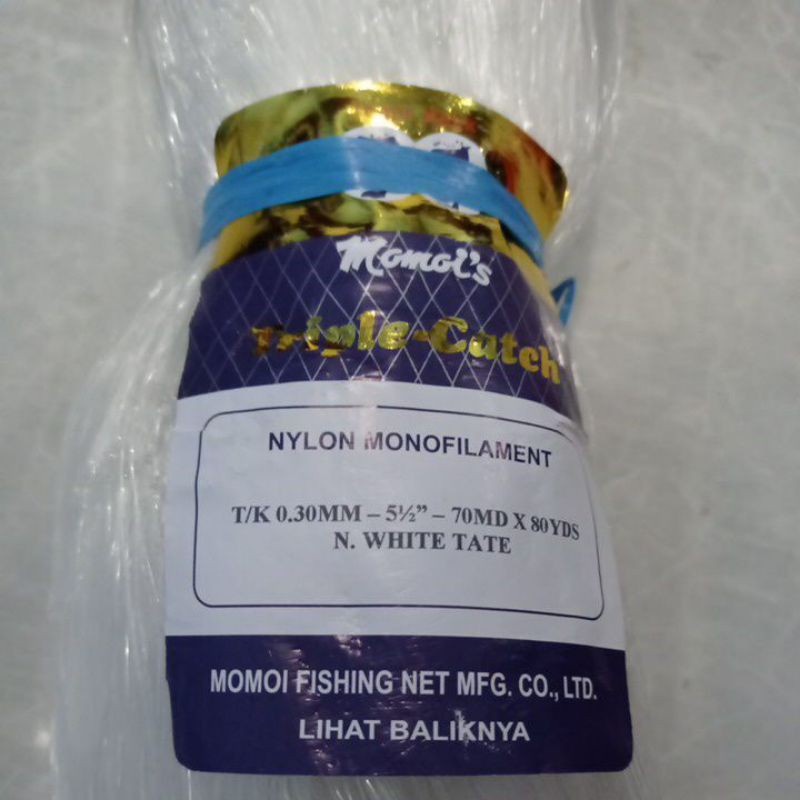 Momoi's
Triple-Catch
NYLON MONOFILAMENT
T/K 0.30MM – 5½” – 70MD X 80YDS
N. WHITE TATE
MOMOI FISHING NET MFG. CO., LTD.
LIHAT BALIKNYA